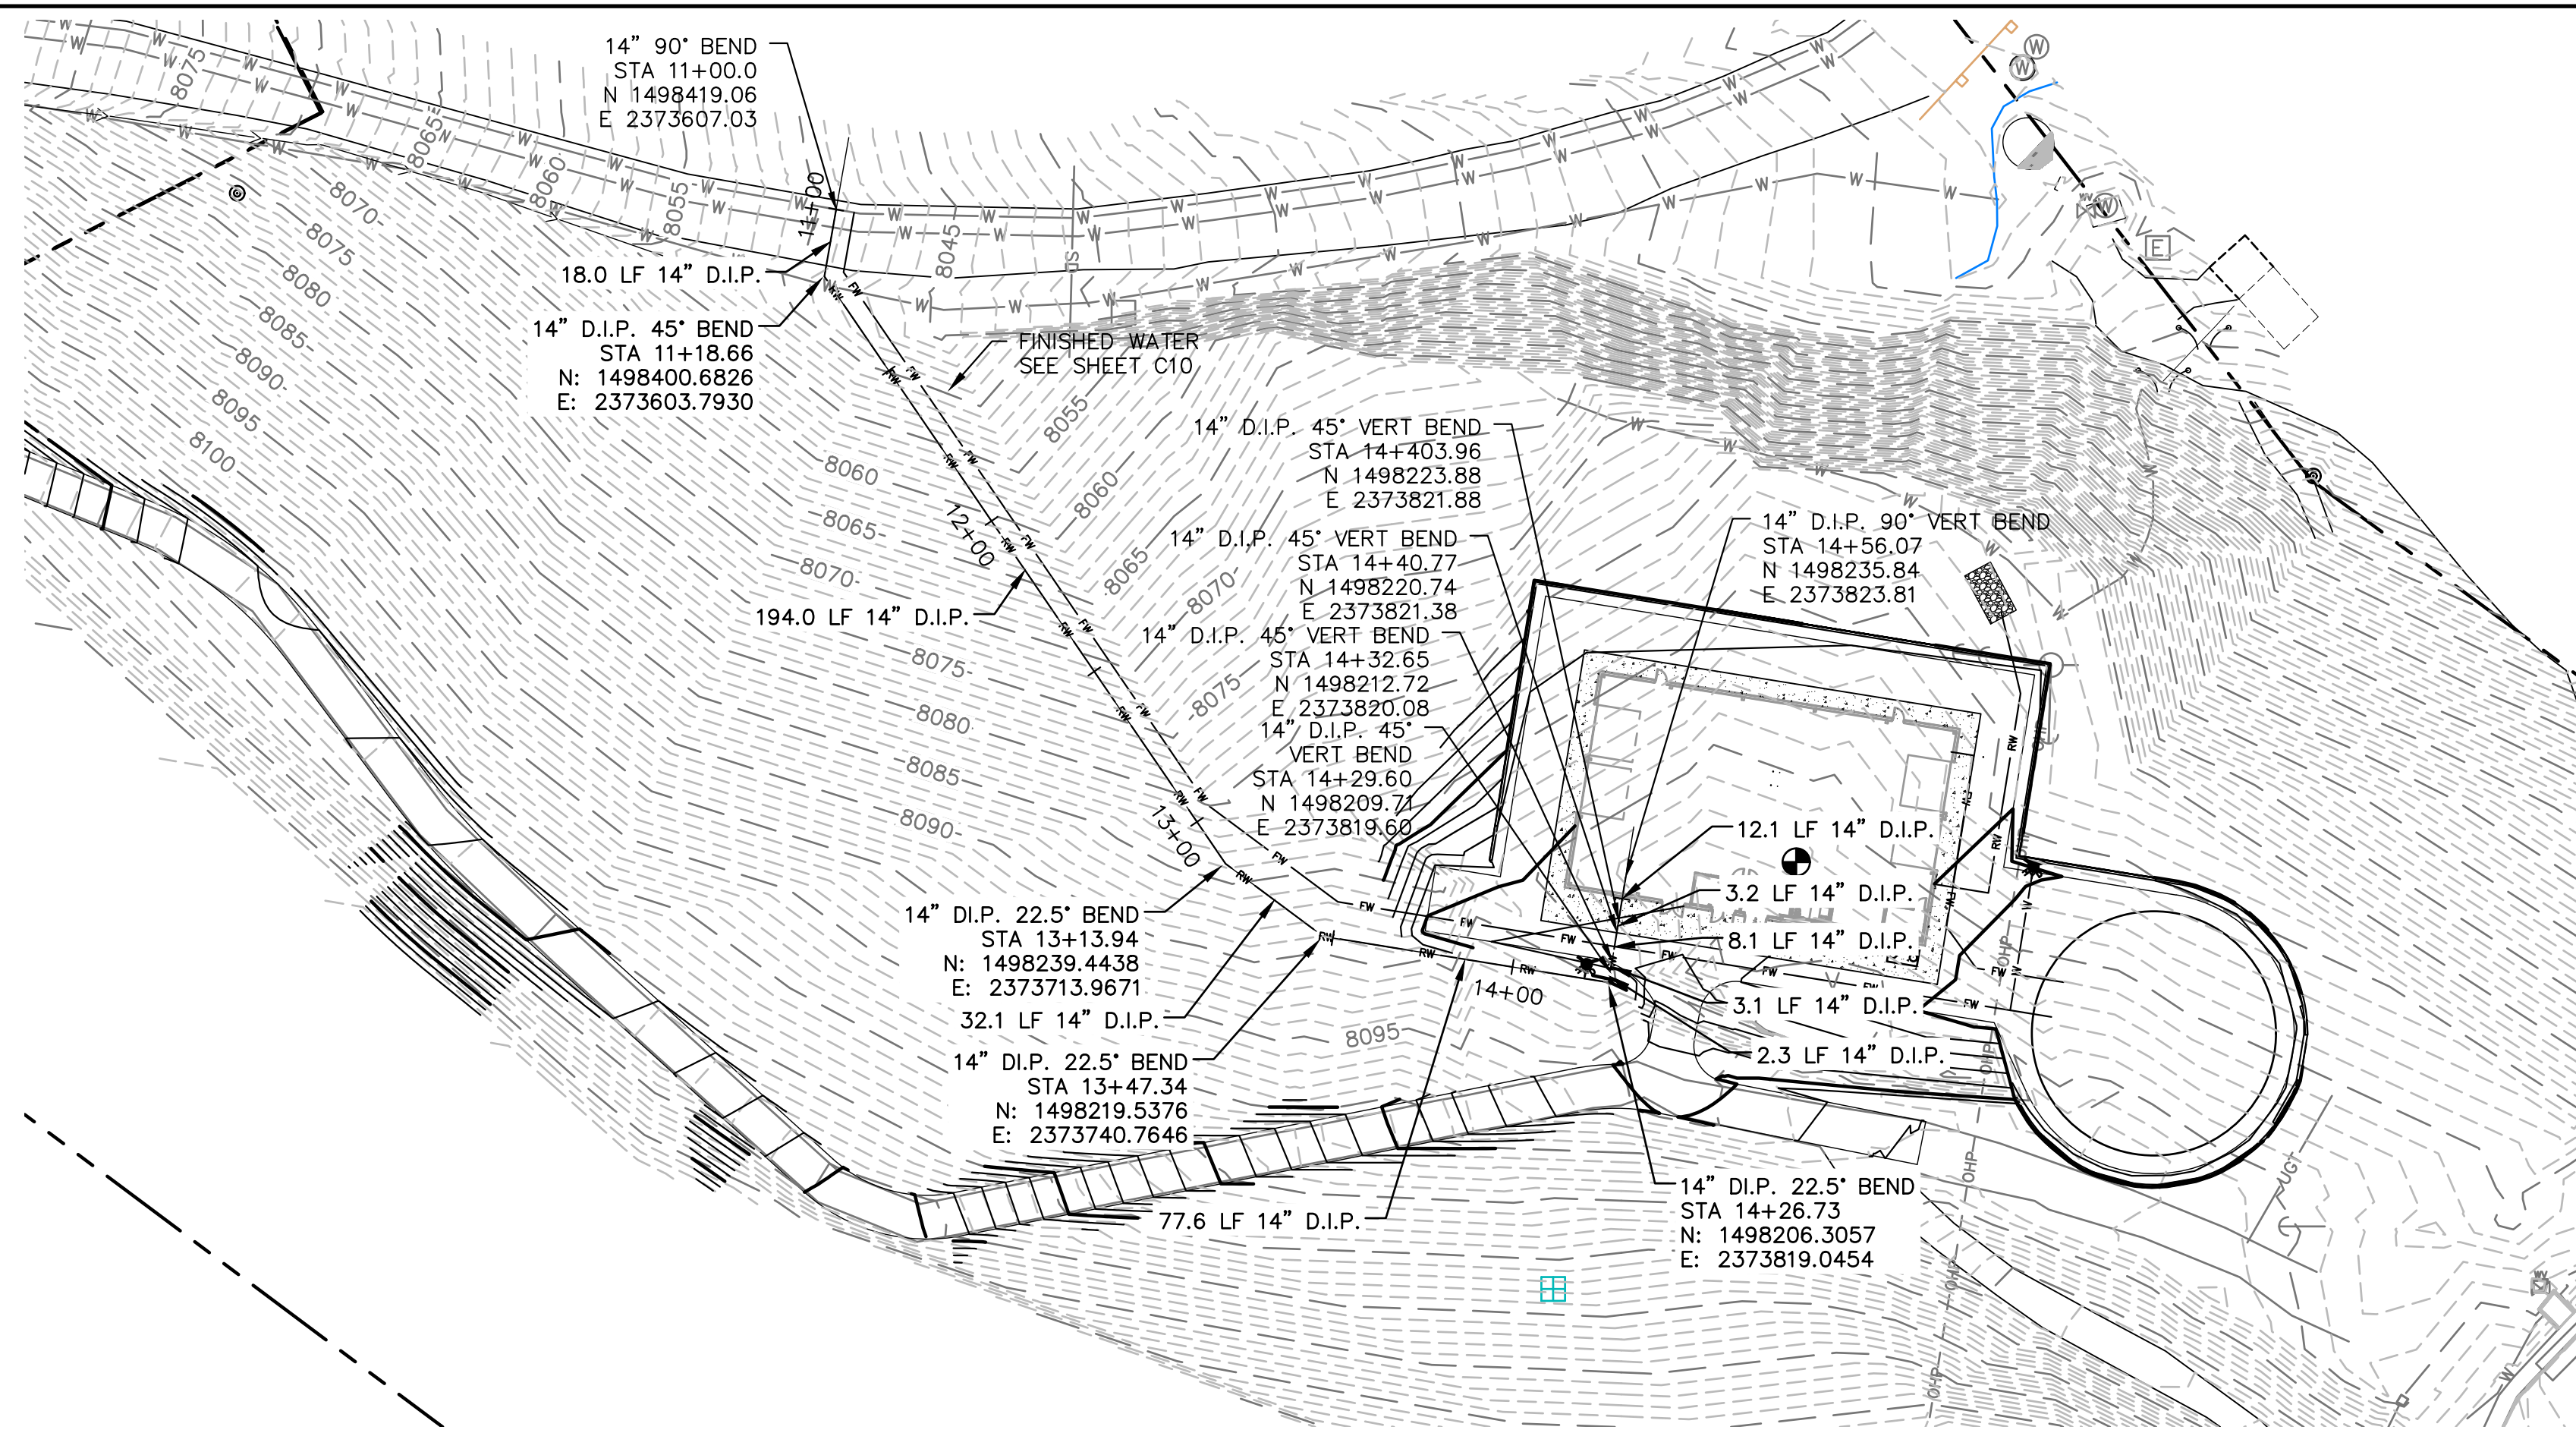 14" 90° BEND
STA 11+00.0
N 1498419.06
E 2373607.03
11+00
18.0 LF 14" D.I.P.
14" D.I.P. 45° BEND
STA 11+18.66
N: 1498400.6826
E: 2373603.7930
FINISHED WATER
SEE SHEET C10
14" D.I.P. 45° VERT BEND
STA 14+403.96
N 1498223.88
E 2373821.88
14" D.I.P. 45° VERT BEND
STA 14+40.77
N 1498220.74
E 2373821.38
14" D.I.P. 45° VERT BEND
STA 14+32.65
N 1498212.72
E 2373820.08
14" D.I.P. 45°
VERT BEND
STA 14+29.60
N 1498209.71
E 2373819.60
14" D.I.P. 90° VERT BEND
STA 14+56.07
N 1498235.84
E 2373823.81
12+00
194.0 LF 14" D.I.P.
13+00
12.1 LF 14" D.I.P.
3.2 LF 14" D.I.P.
8.1 LF 14" D.I.P.
3.1 LF 14" D.I.P.
2.3 LF 14" D.I.P.
14" DI.P. 22.5° BEND
STA 13+13.94
N: 1498239.4438
E: 2373713.9671
32.1 LF 14" D.I.P.
14" DI.P. 22.5° BEND
STA 13+47.34
N: 1498219.5376
E: 2373740.7646
14+00
77.6 LF 14" D.I.P.
14" DI.P. 22.5° BEND
STA 14+26.73
N: 1498206.3057
E: 2373819.0454
8075
8065
8060
8055
8045
8070
8075
8080
8085
8090
8095
8100
8055
8060
8065
8070
8075
8060
8065
8070
8075
8080
8085
8090
8095
SD
E
UGT
OHP
OHP
OHP
OHP
OHP
RW
FW
W